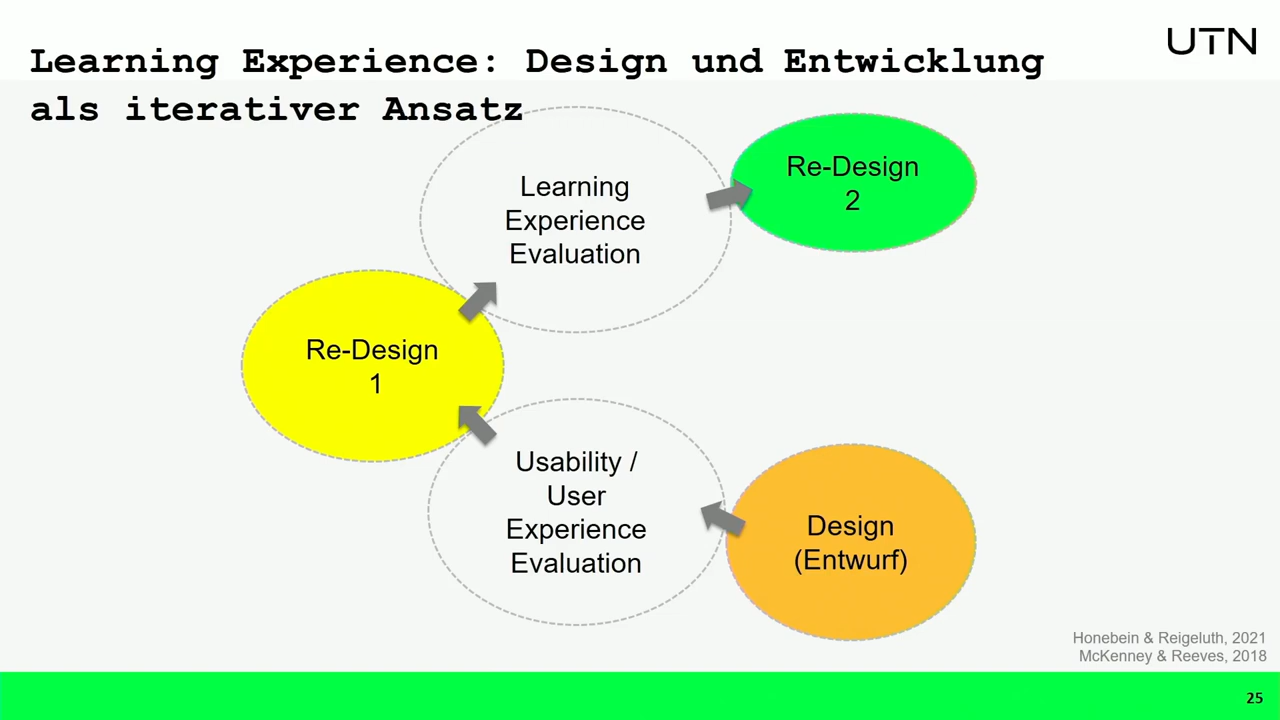 UTN
Learning Experience: Design und Entwicklung
als iterativer Ansatz
Learning
Experience
Evaluation
Re-Design
2
Re-Design
1
Usability /
User
Experience
Evaluation
Design
(Entwurf)
Honebein & Reigeluth, 2021
McKenney & Reeves, 2018
25